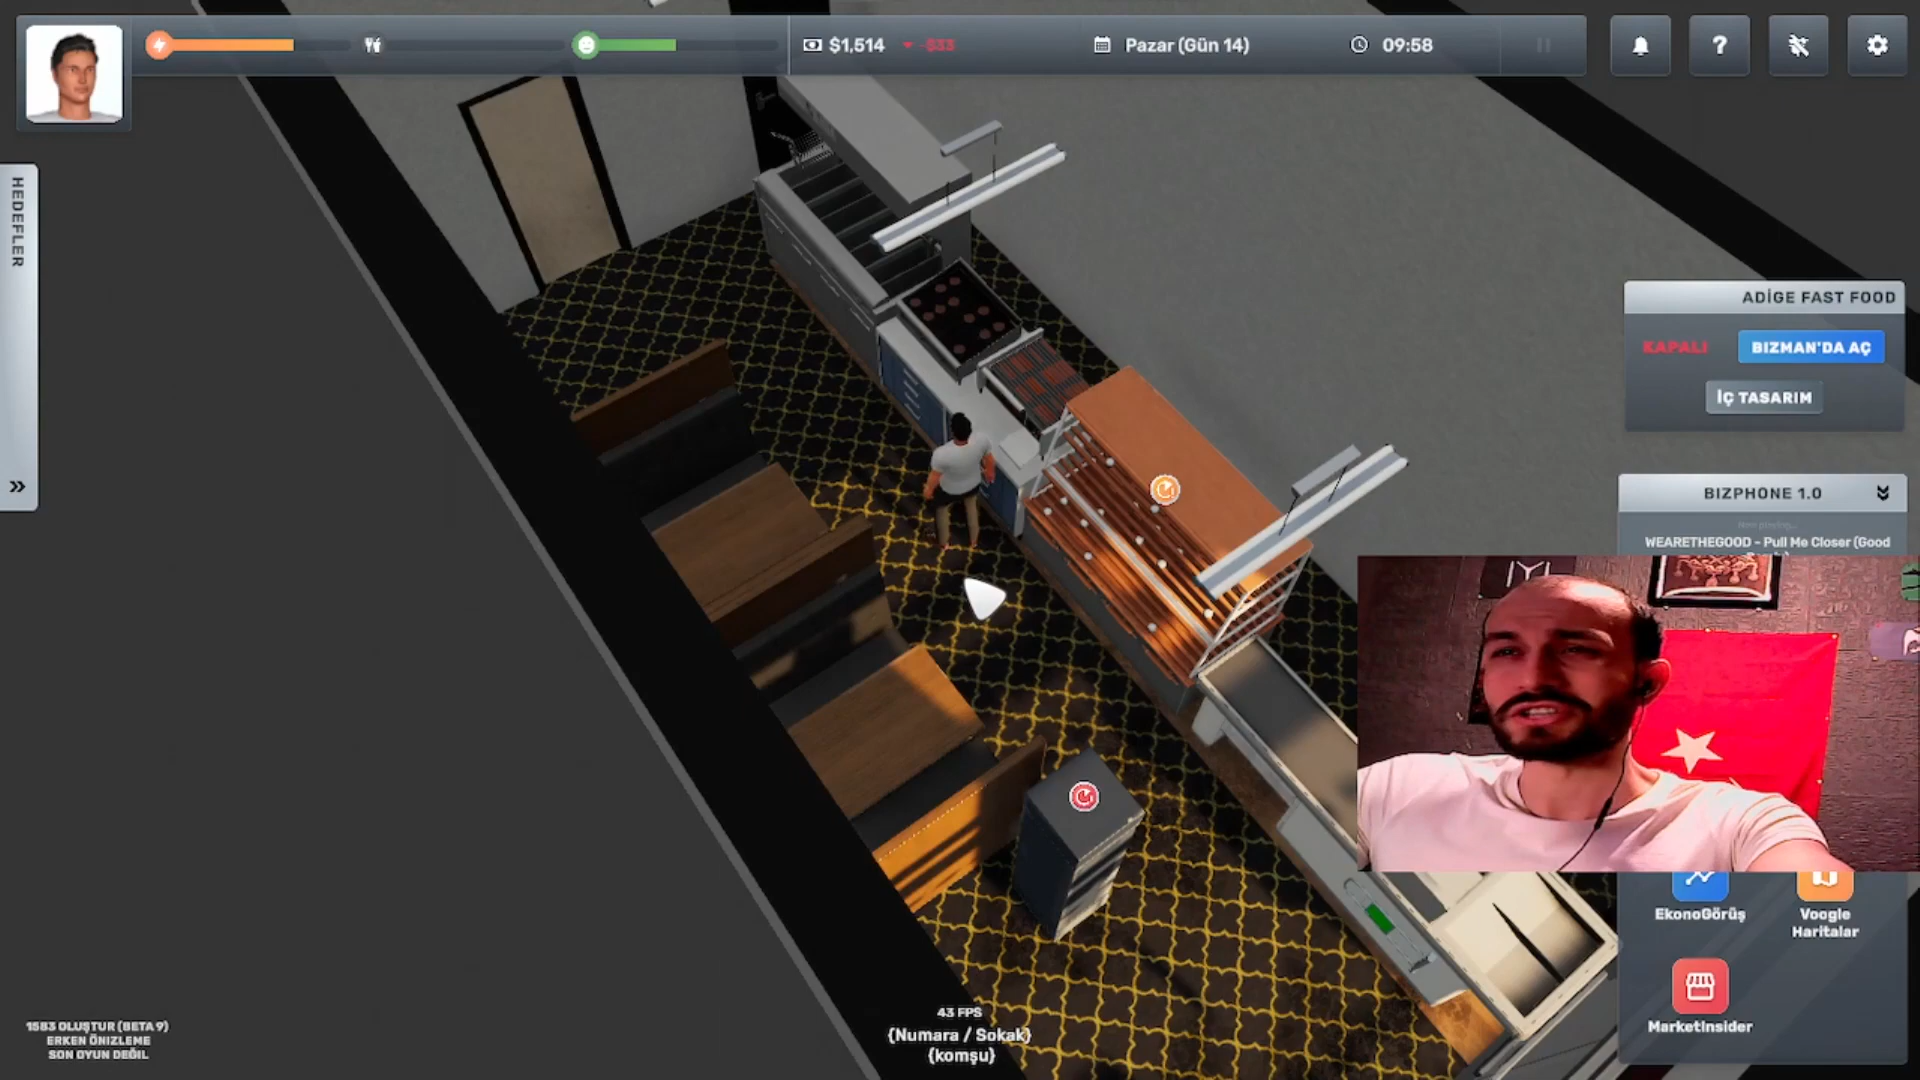 $1,514
-$33
Pazar (Gün 14)
09:58
?
HEDEFLER
ADİGE FAST FOOD
KAPALI
BIZMAN'DA AÇ
İÇ TASARIM
BIZPHONE 1.0
Now playing...
WEARETHEGOOD - Pull Me Closer (Good
EkonoGörüş
Voogle
Haritalar
MarketInsider
43 FPS
{Numara / Sokak}
{komşu}
1583 OLUŞTUR (BETA 9)
ERKEN ÖNİZLEME
SON OYUN DEĞİL